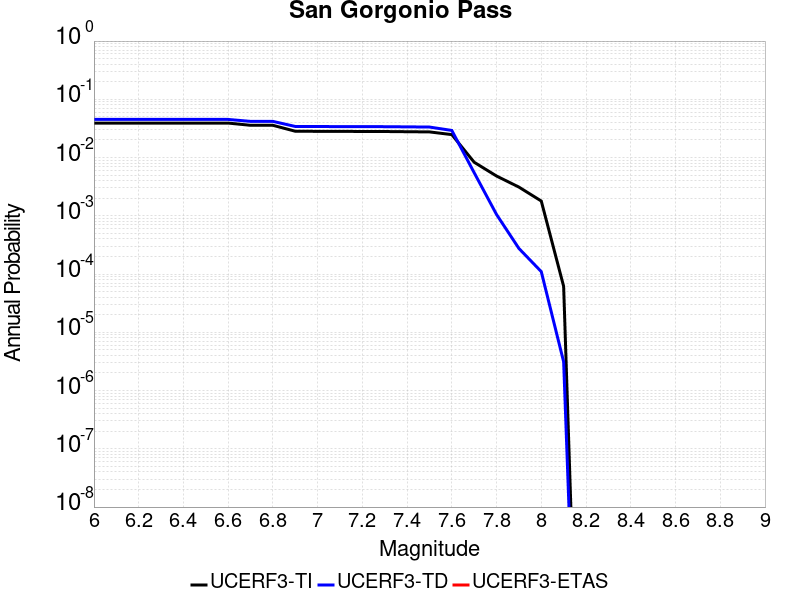 San Gorgonio Pass
10^0
10^-1
10^-2
10^-3
10^-4
10^-5
10^-6
10^-7
10^-8
Annual Probability
6 6.2 6.4 6.6 6.8 7 7.2 7.4 7.6 7.8 8 8.2 8.4 8.6 8.8 9
Magnitude
UCERF3-TI UCERF3-TD UCERF3-ETAS